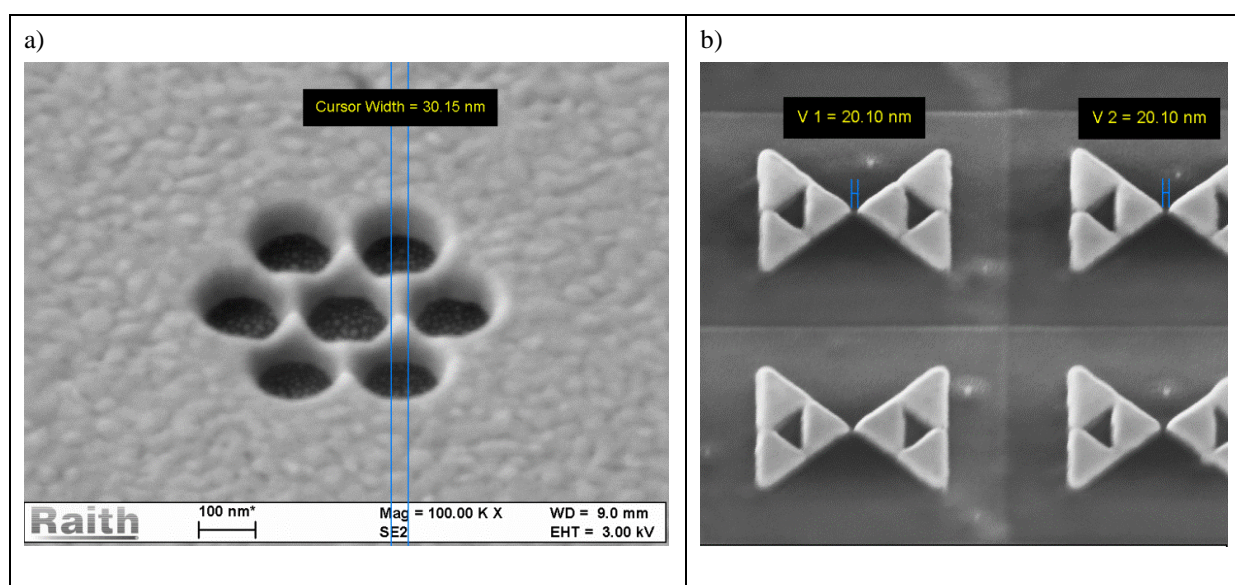 a)
Cursor Width = 30.15 nm
Raith
100 nm*
Mag = 100.00 K X
SE2
WD = 9.0 mm
EHT = 3.00 kV
b)
V 1 = 20.10 nm
V 2 = 20.10 nm